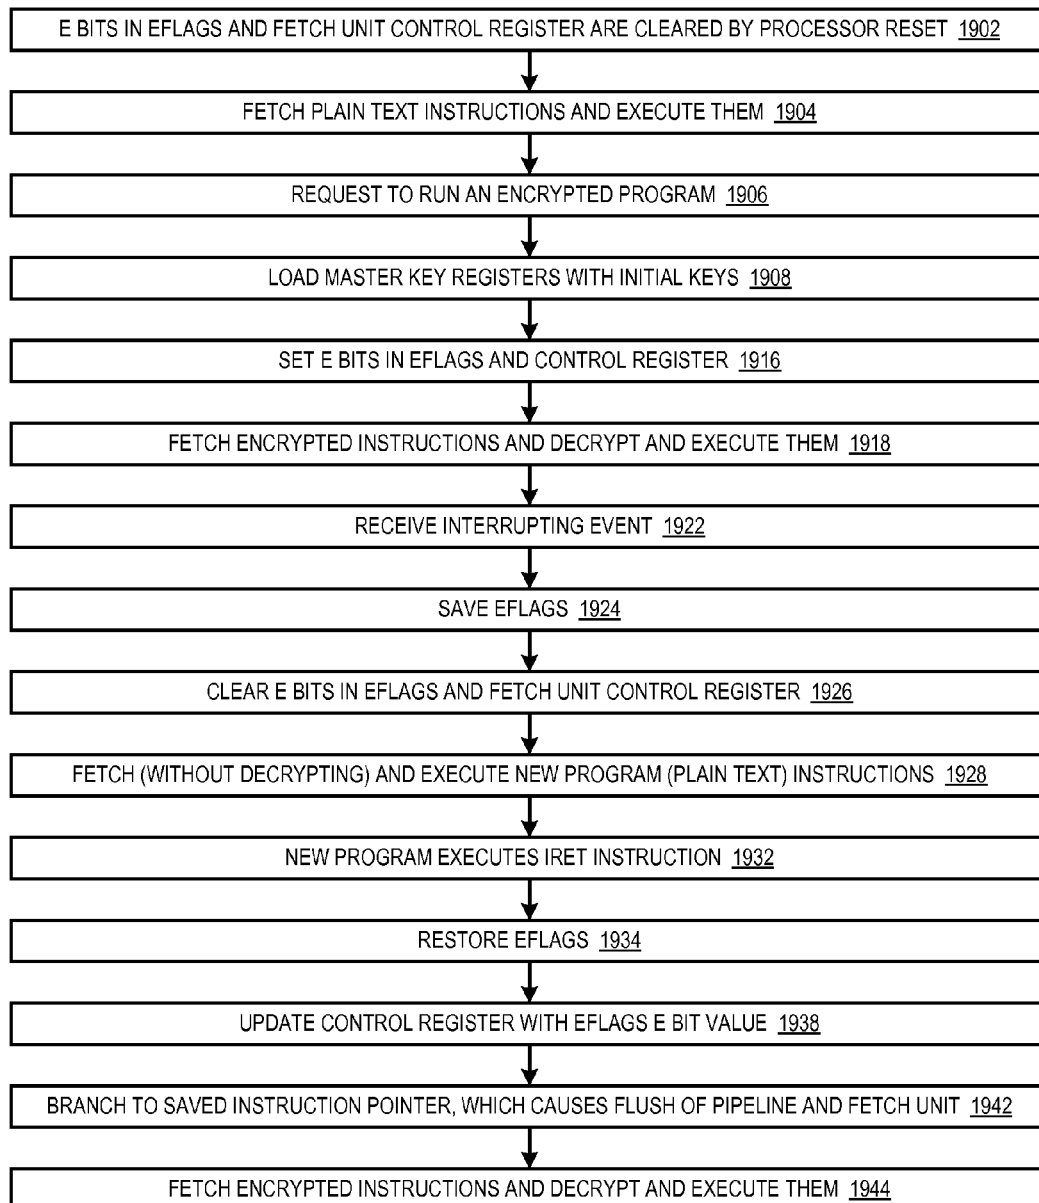 E BITS IN EFLAGS AND FETCH UNIT CONTROL REGISTER ARE CLEARED BY PROCESSOR RESET 1902
FETCH PLAIN TEXT INSTRUCTIONS AND EXECUTE THEM 1904
REQUEST TO RUN AN ENCRYPTED PROGRAM 1906
LOAD MASTER KEY REGISTERS WITH INITIAL KEYS 1908
SET E BITS IN EFLAGS AND CONTROL REGISTER 1916
FETCH ENCRYPTED INSTRUCTIONS AND DECRYPT AND EXECUTE THEM 1918
RECEIVE INTERRUPTING EVENT 1922
SAVE EFLAGS 1924
CLEAR E BITS IN EFLAGS AND FETCH UNIT CONTROL REGISTER 1926
FETCH (WITHOUT DECRYPTING) AND EXECUTE NEW PROGRAM (PLAIN TEXT) INSTRUCTIONS 1928
NEW PROGRAM EXECUTES IRET INSTRUCTION 1932
RESTORE EFLAGS 1934
UPDATE CONTROL REGISTER WITH EFLAGS E BIT VALUE 1938
BRANCH TO SAVED INSTRUCTION POINTER, WHICH CAUSES FLUSH OF PIPELINE AND FETCH UNIT 1942
FETCH ENCRYPTED INSTRUCTIONS AND DECRYPT AND EXECUTE THEM 1944